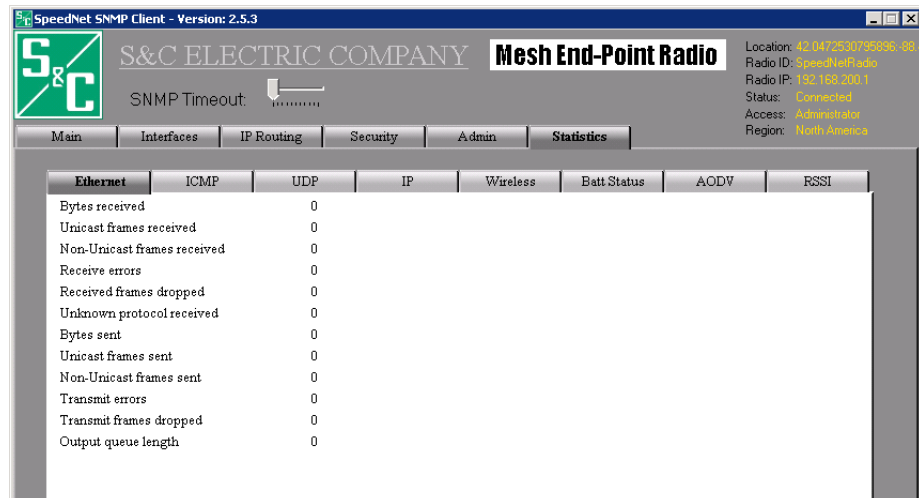 SpeedNet SNMP Client - Version: 2.5.3
S&C
S&C ELECTRIC COMPANY
Mesh End-Point Radio
SNMP Timeout:
Location: 42.0472530795896:-88.
Radio ID: SpeedNetRadio
Radio IP: 192.168.200.1
Status: Connected
Access: Administrator
Region: North America
Main Interfaces IP Routing Security Admin Statistics
Ethernet ICMP UDP IP Wireless Batt Status AODV RSSI
Bytes received 0
Unicast frames received 0
Non-Unicast frames received 0
Receive errors 0
Received frames dropped 0
Unknown protocol received 0
Bytes sent 0
Unicast frames sent 0
Non-Unicast frames sent 0
Transmit errors 0
Transmit frames dropped 0
Output queue length 0